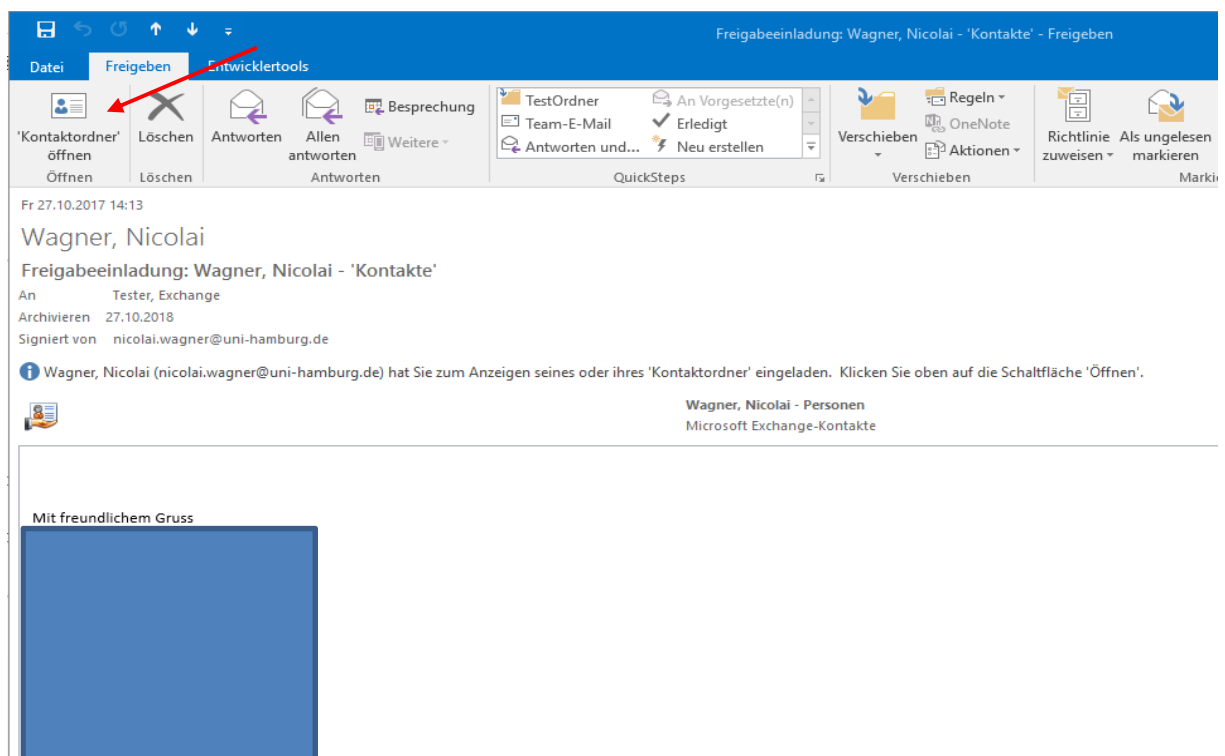 Freigabeeinladung: Wagner, Nicolai - 'Kontakte' - Freigeben
Datei Freigeben Entwicklertools
'Kontaktordner' öffnen
Löschen
Antworten
Allen antworten
Besprechung
Weitere
TestOrdner
Team-E-Mail
Antworten und...
An Vorgesetzte(n)
Erledigt
Neu erstellen
Verschieben
Regeln
OneNote
Aktionen
Richtlinie zuweisen
Als ungelesen markieren
Öffnen Löschen Antworten QuickSteps Verschieben
Fr 27.10.2017 14:13
Wagner, Nicolai
Freigabeeinladung: Wagner, Nicolai - 'Kontakte'
An Tester, Exchange
Archivieren 27.10.2018
Signiert von nicolai.wagner@uni-hamburg.de
Wagner, Nicolai (nicolai.wagner@uni-hamburg.de) hat Sie zum Anzeigen seines oder ihres 'Kontaktordner' eingeladen. Klicken Sie oben auf die Schaltfläche 'Öffnen'.
Wagner, Nicolai - Personen
Microsoft Exchange-Kontakte
Mit freundlichem Gruss